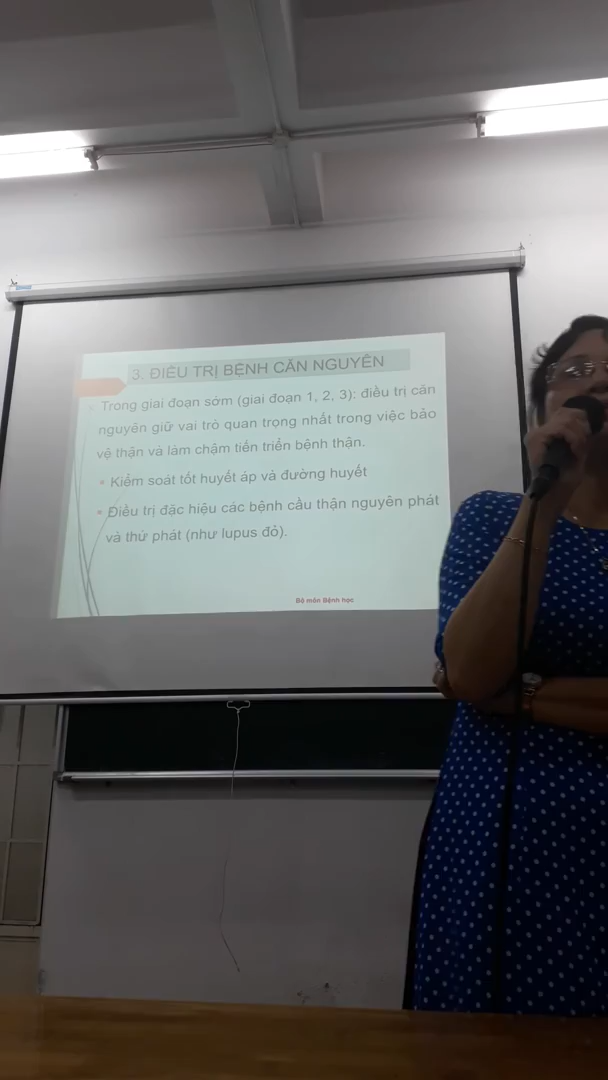 3. ĐIỀU TRỊ BỆNH CĂN NGUYÊN
Trong giai đoạn sớm (giai đoạn 1, 2, 3): điều trị căn
nguyên giữ vai trò quan trọng nhất trong việc bảo
vệ thận và làm chậm tiến triển bệnh thận.
Kiểm soát tốt huyết áp và đường huyết
Điều trị đặc hiệu các bệnh cầu thận nguyên phát
và thứ phát (như lupus đỏ).
Bộ môn Bệnh học